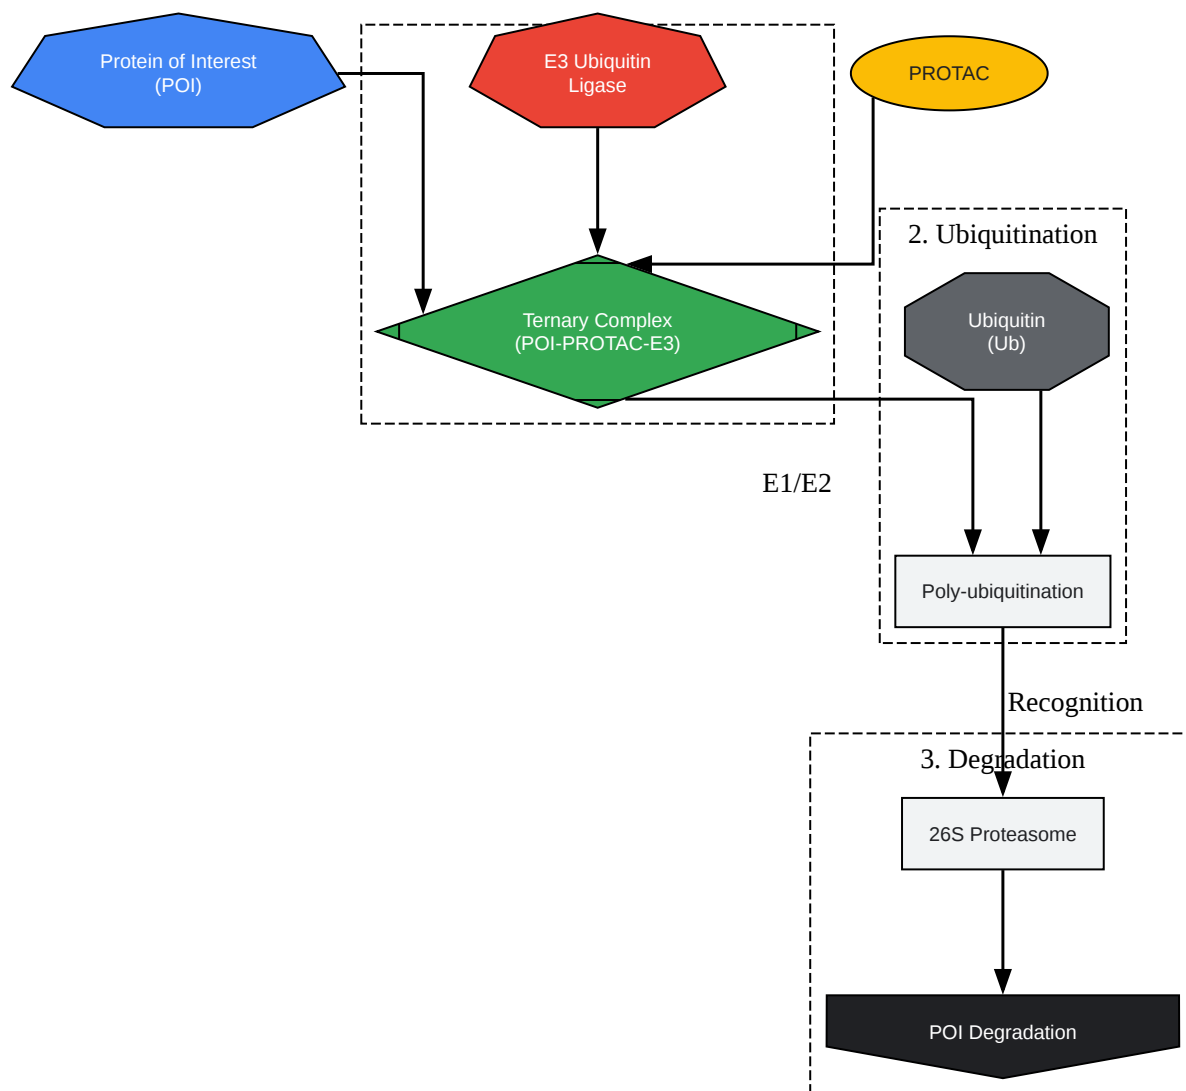 Protein of Interest
(POI)
E3 Ubiquitin
Ligase
PROTAC
2. Ubiquitination
Ternary Complex
(POI-PROTAC-E3)
Ubiquitin
(Ub)
E1/E2
Poly-ubiquitination
Recognition
3. Degradation
26S Proteasome
POI Degradation